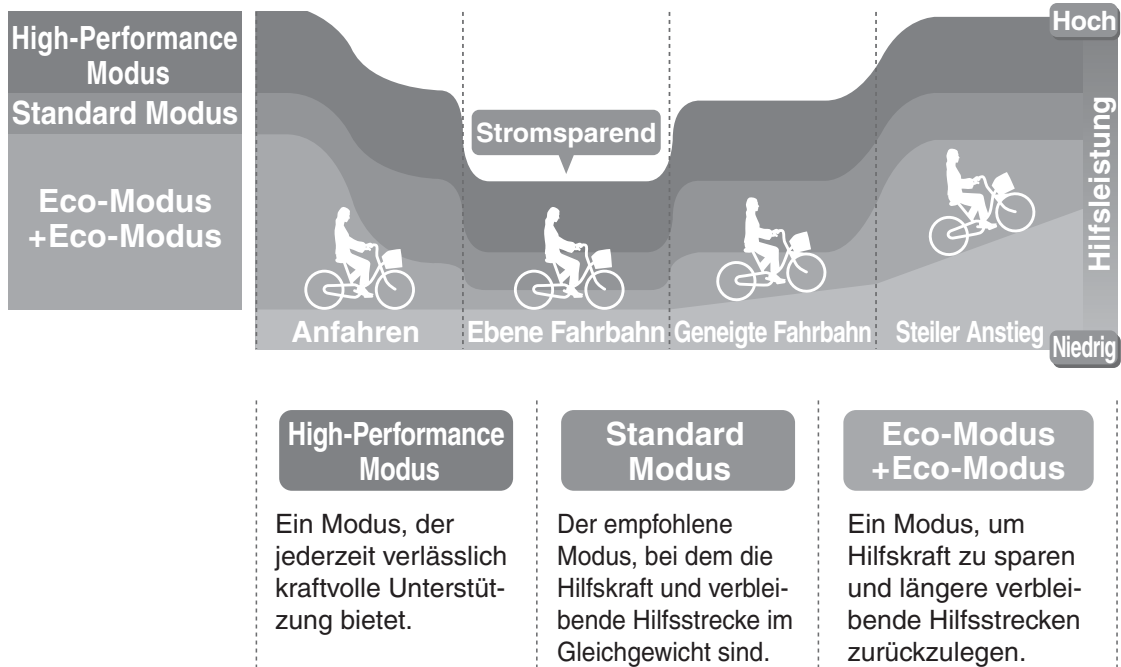 High-Performance
Modus
Standard Modus
Eco-Modus
+Eco-Modus
Hoch
Stromsparend
Hilfsleistung
Anfahren
Ebene Fahrbahn
Geneigte Fahrbahn
Steiler Anstieg
Niedrig
High-Performance
Modus
Ein Modus, der
jederzeit verlässlich
kraftvolle Unterstüt-
zung bietet.
Standard
Modus
Der empfohlene
Modus, bei dem die
Hilfskraft und verblei-
bende Hilfsstrecke im
Gleichgewicht sind.
Eco-Modus
+Eco-Modus
Ein Modus, um
Hilfskraft zu sparen
und längere verblei-
bende Hilfsstrecken
zurückzulegen.